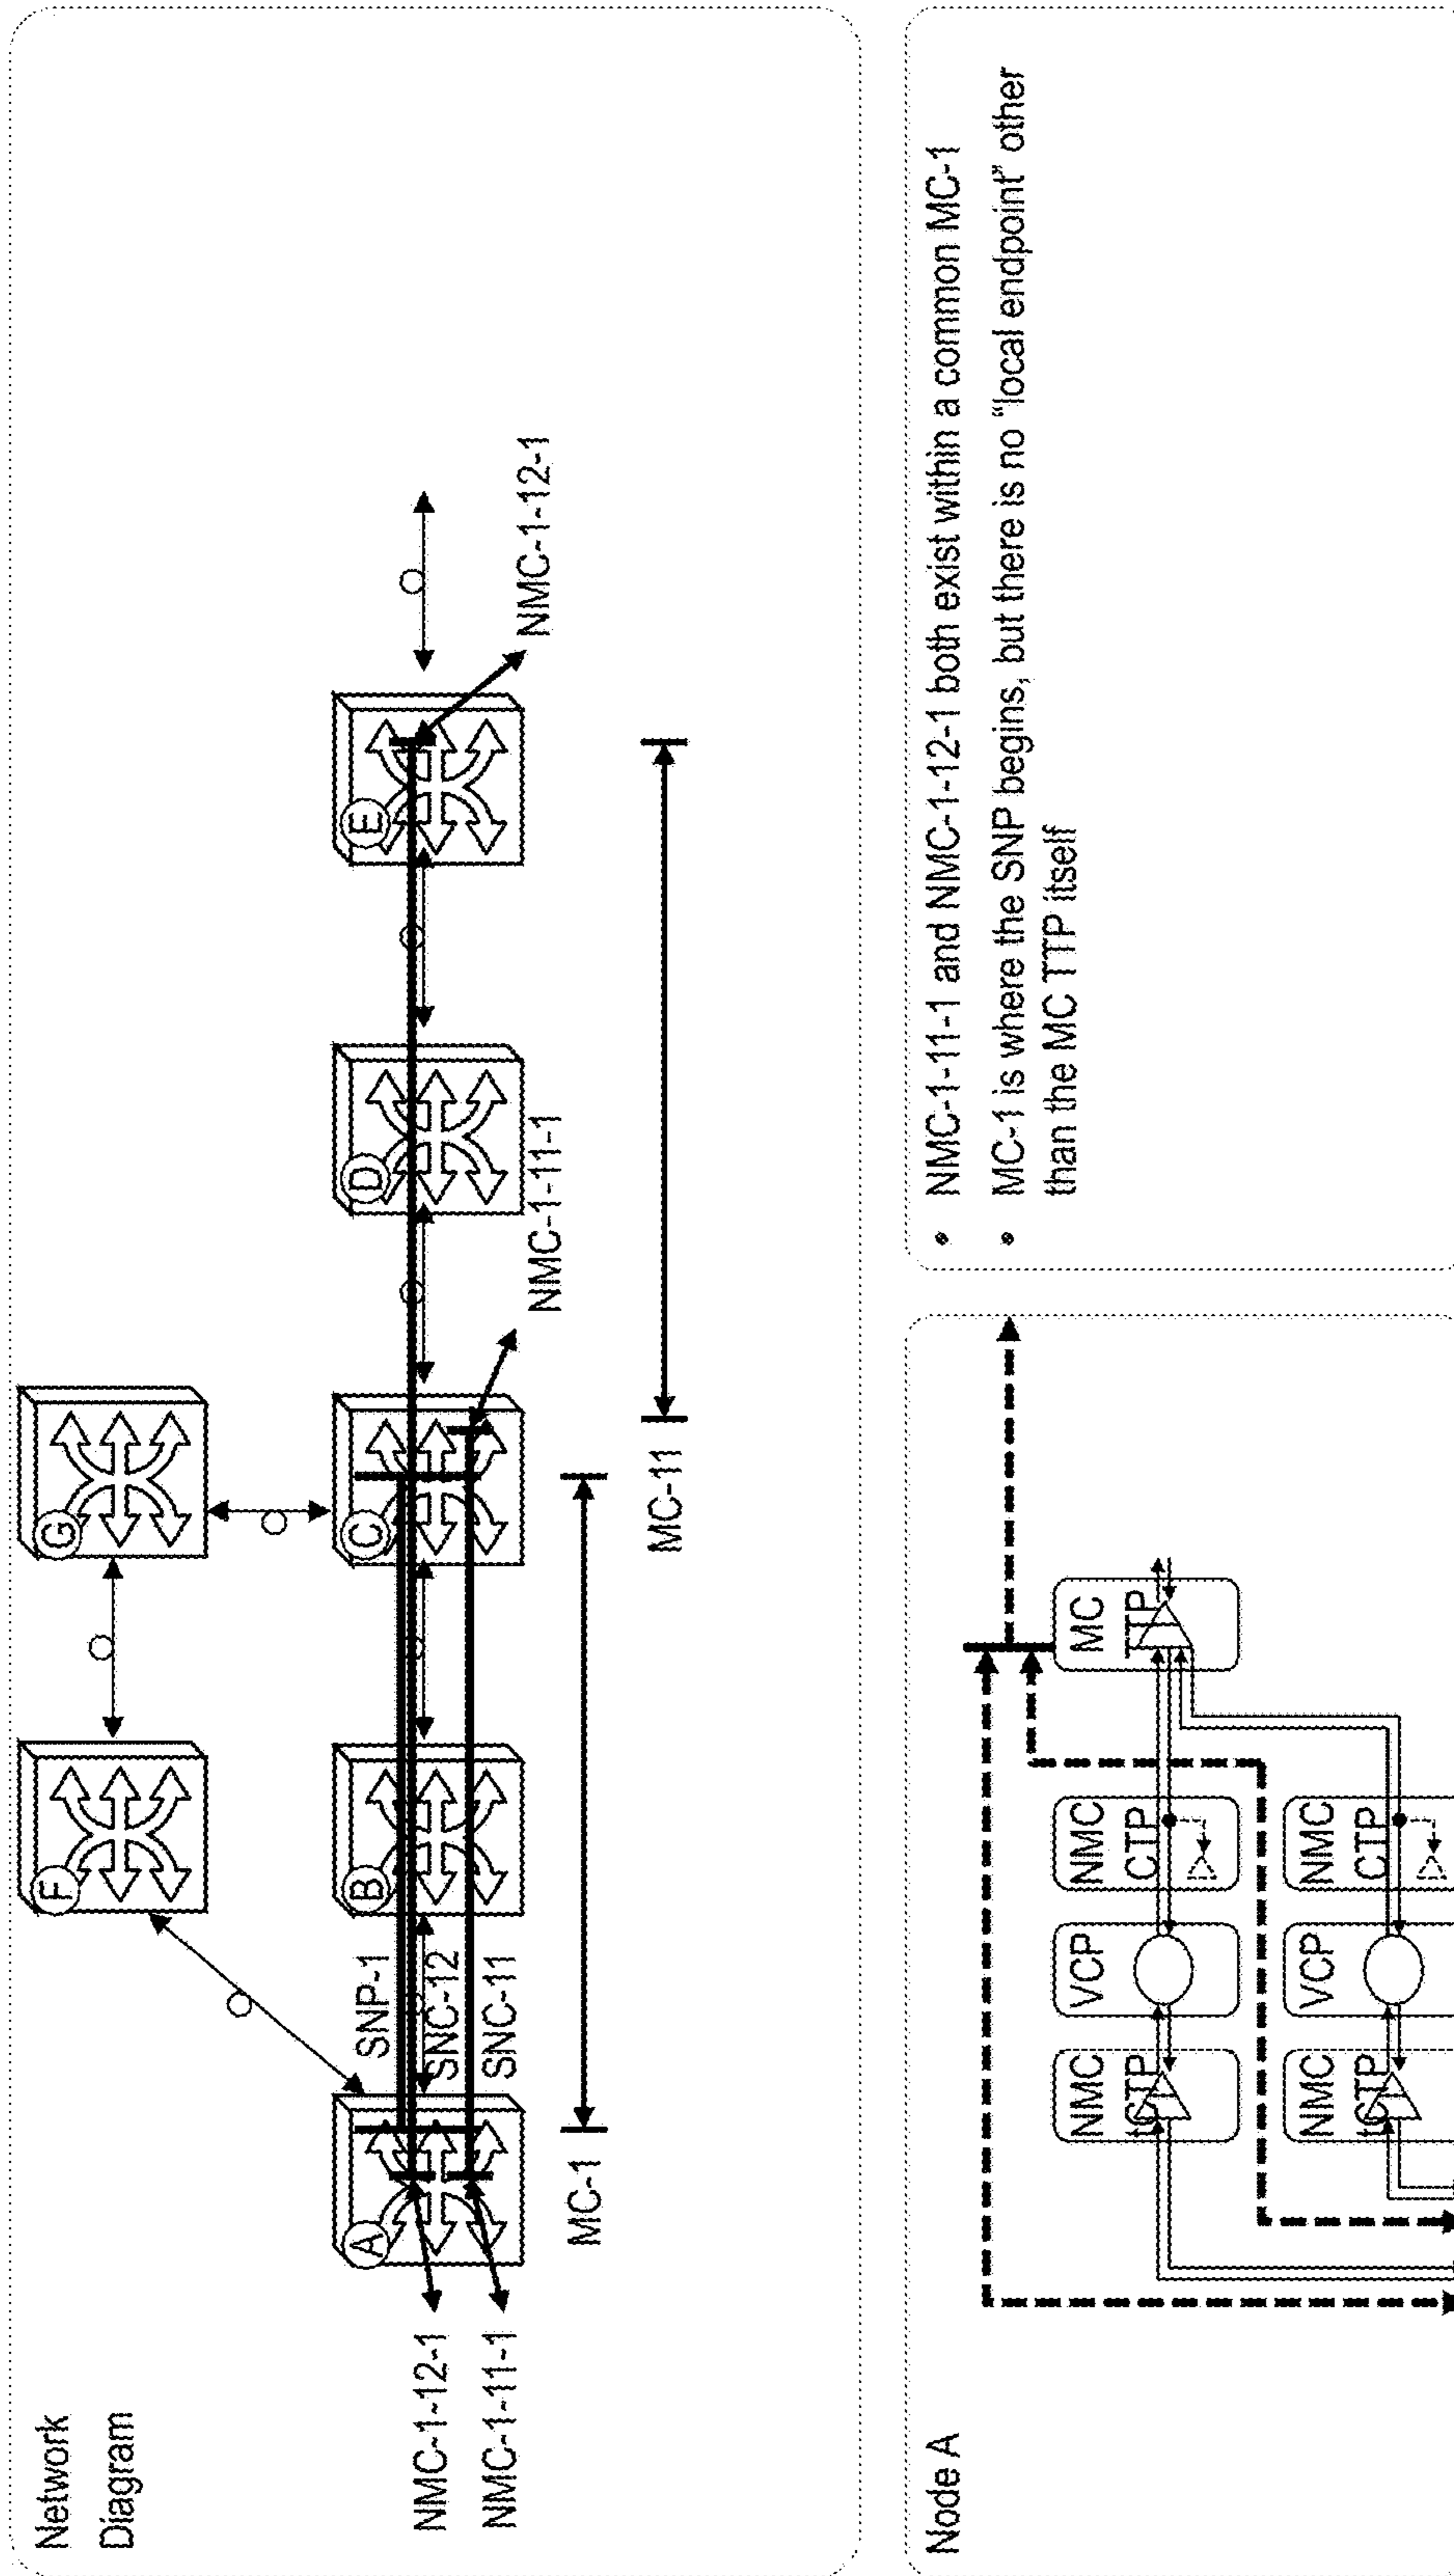 Network
Diagram
F
G
A
B
C
D
E
SNP-1
SNC-12
SNC-11
NMC-1-12-1
NMC-1-11-1
NMC-1-11-1
NMC-1-12-1
MC-1
MC-11
Node A
NMC
tCTP
VCP
NMC
CTP
MC
TTP
NMC
tCTP
VCP
NMC
CTP
• NMC-1-11-1 and NMC-1-12-1 both exist within a common MC-1
• MC-1 is where the SNP begins, but there is no "local endpoint" other
than the MC TTP itself